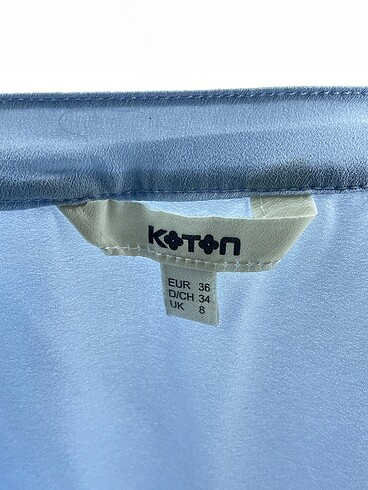 KOTON
EUR 36
D/CH 34
UK 8